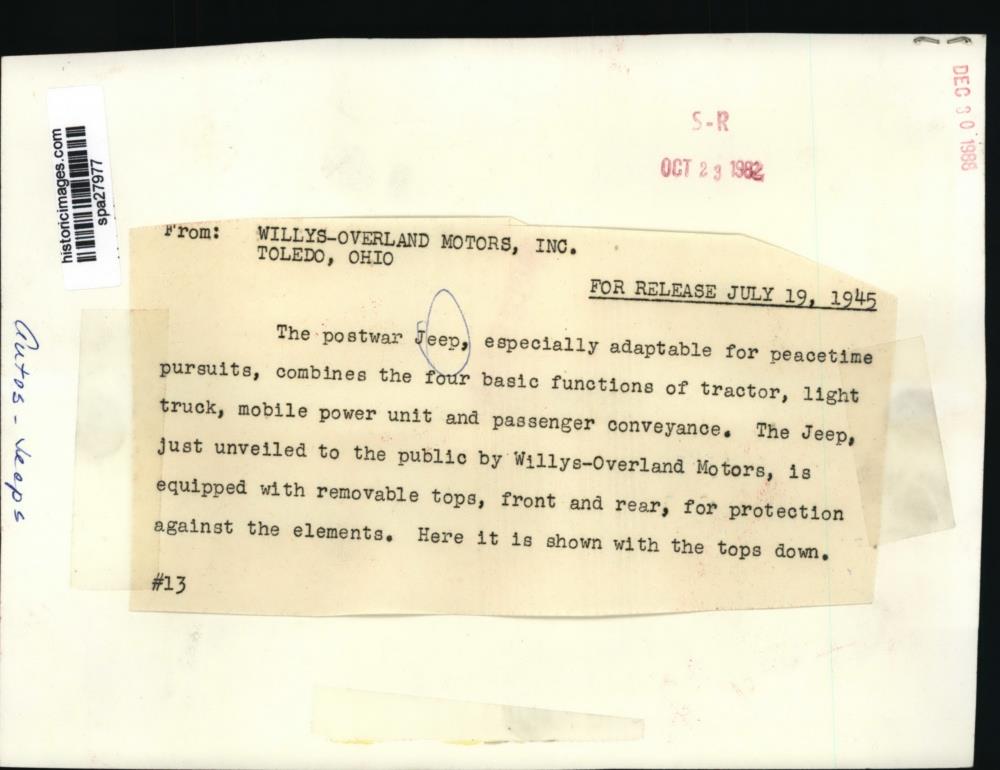 historicimages.com
spa27977
Autos - Jeeps
S-R
OCT 23 1982
DEC 30 1986
From: WILLYS-OVERLAND MOTORS, INC.
TOLEDO, OHIO
FOR RELEASE JULY 19, 1945
The postwar Jeep, especially adaptable for peacetime
pursuits, combines the four basic functions of tractor, light
truck, mobile power unit and passenger conveyance. The Jeep,
just unveiled to the public by Willys-Overland Motors, is
equipped with removable tops, front and rear, for protection
against the elements. Here it is shown with the tops down.
#13